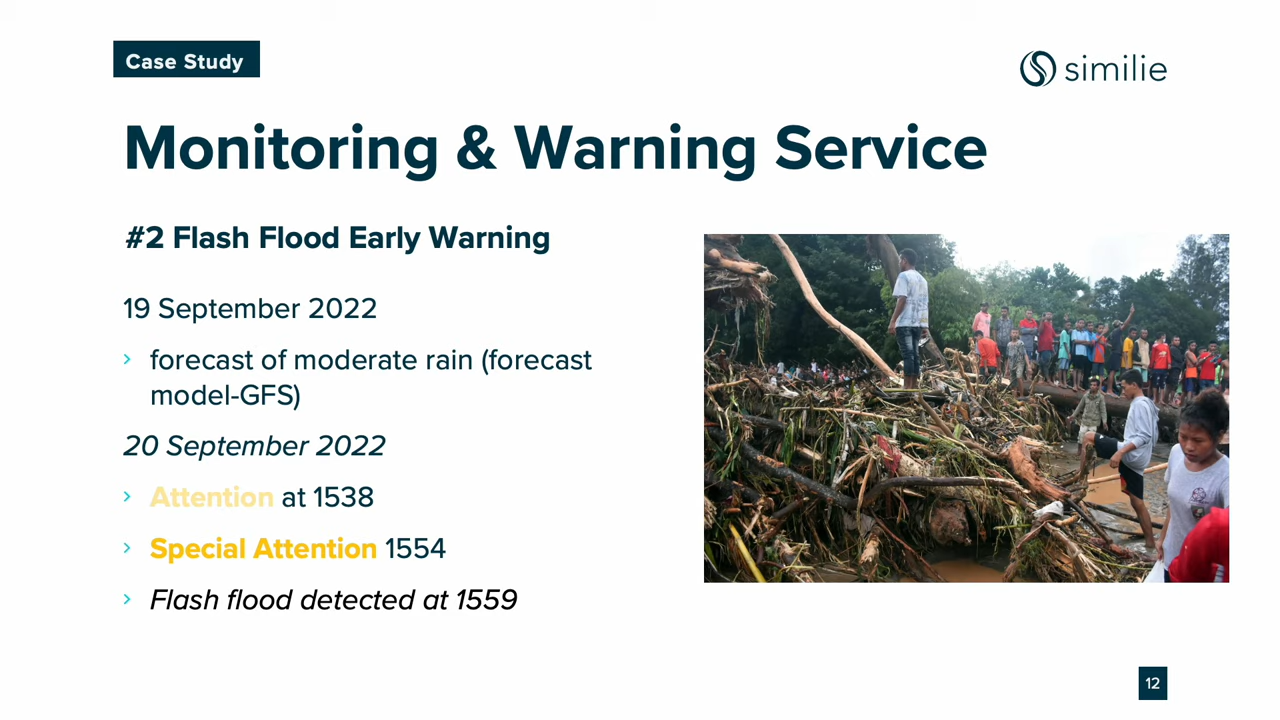 Case Study
similie
Monitoring & Warning Service
#2 Flash Flood Early Warning
19 September 2022
› forecast of moderate rain (forecast
model-GFS)
20 September 2022
› Attention at 1538
› Special Attention 1554
› Flash flood detected at 1559
12